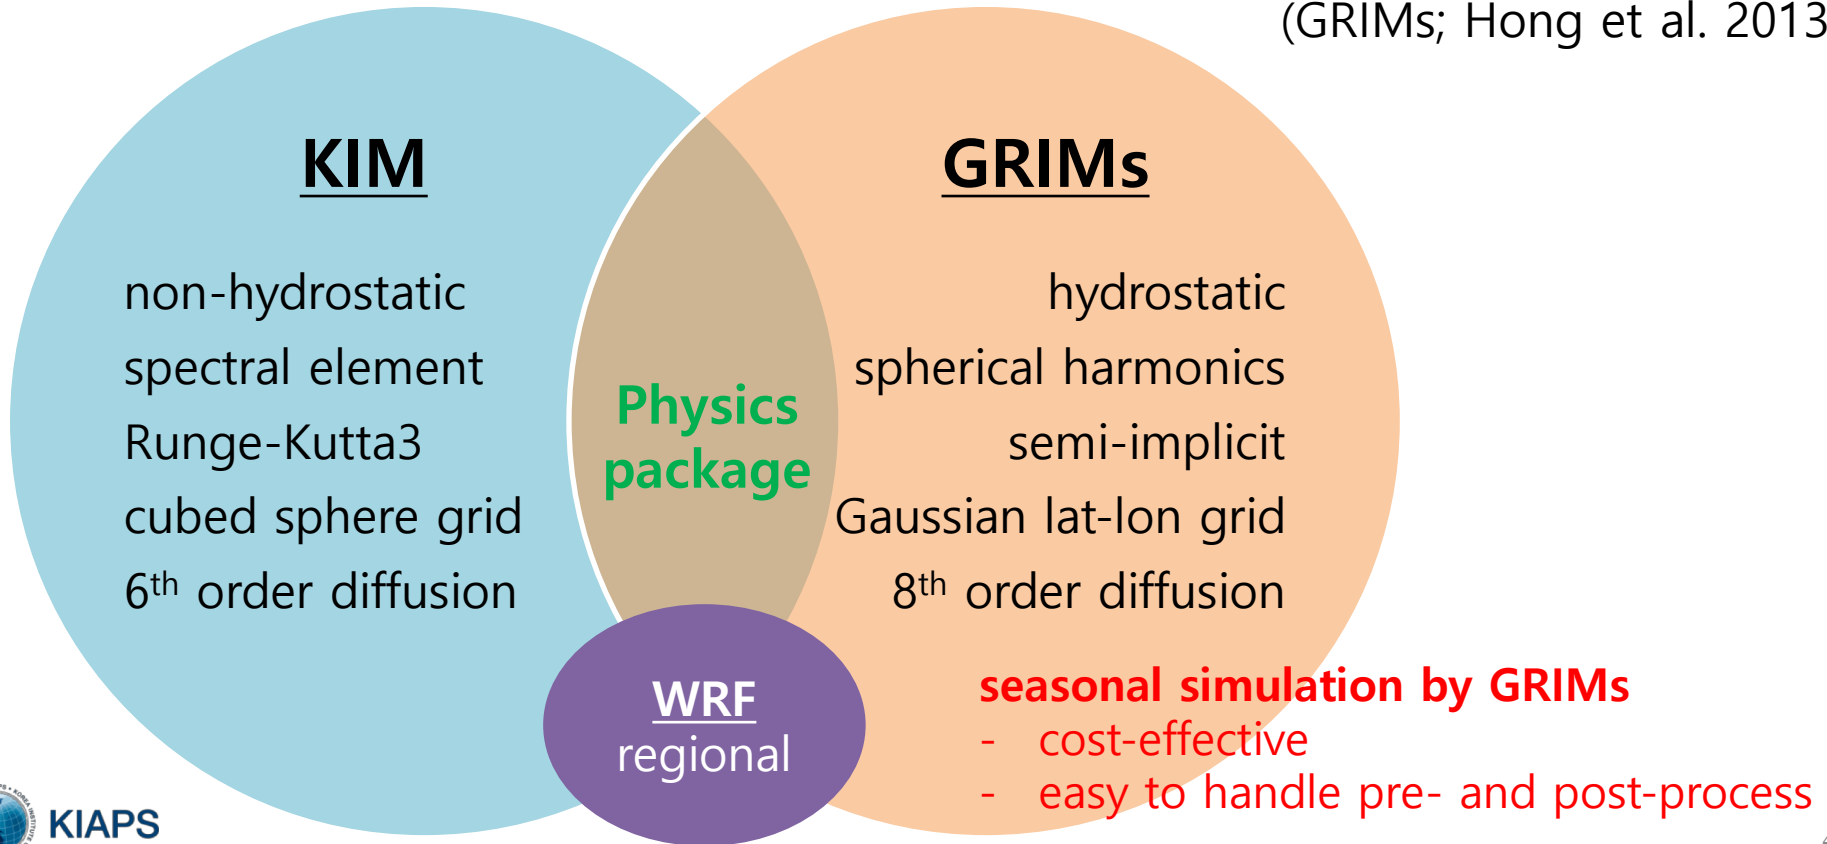 (GRIMs; Hong et al. 2013
KIM
non-hydrostatic
spectral element
Runge-Kutta3
cubed sphere grid
6th order diffusion
Physics
package
GRIMs
hydrostatic
spherical harmonics
semi-implicit
Gaussian lat-lon grid
8th order diffusion
WRF
regional
seasonal simulation by GRIMs
- cost-effective
- easy to handle pre- and post-process
KIAPS